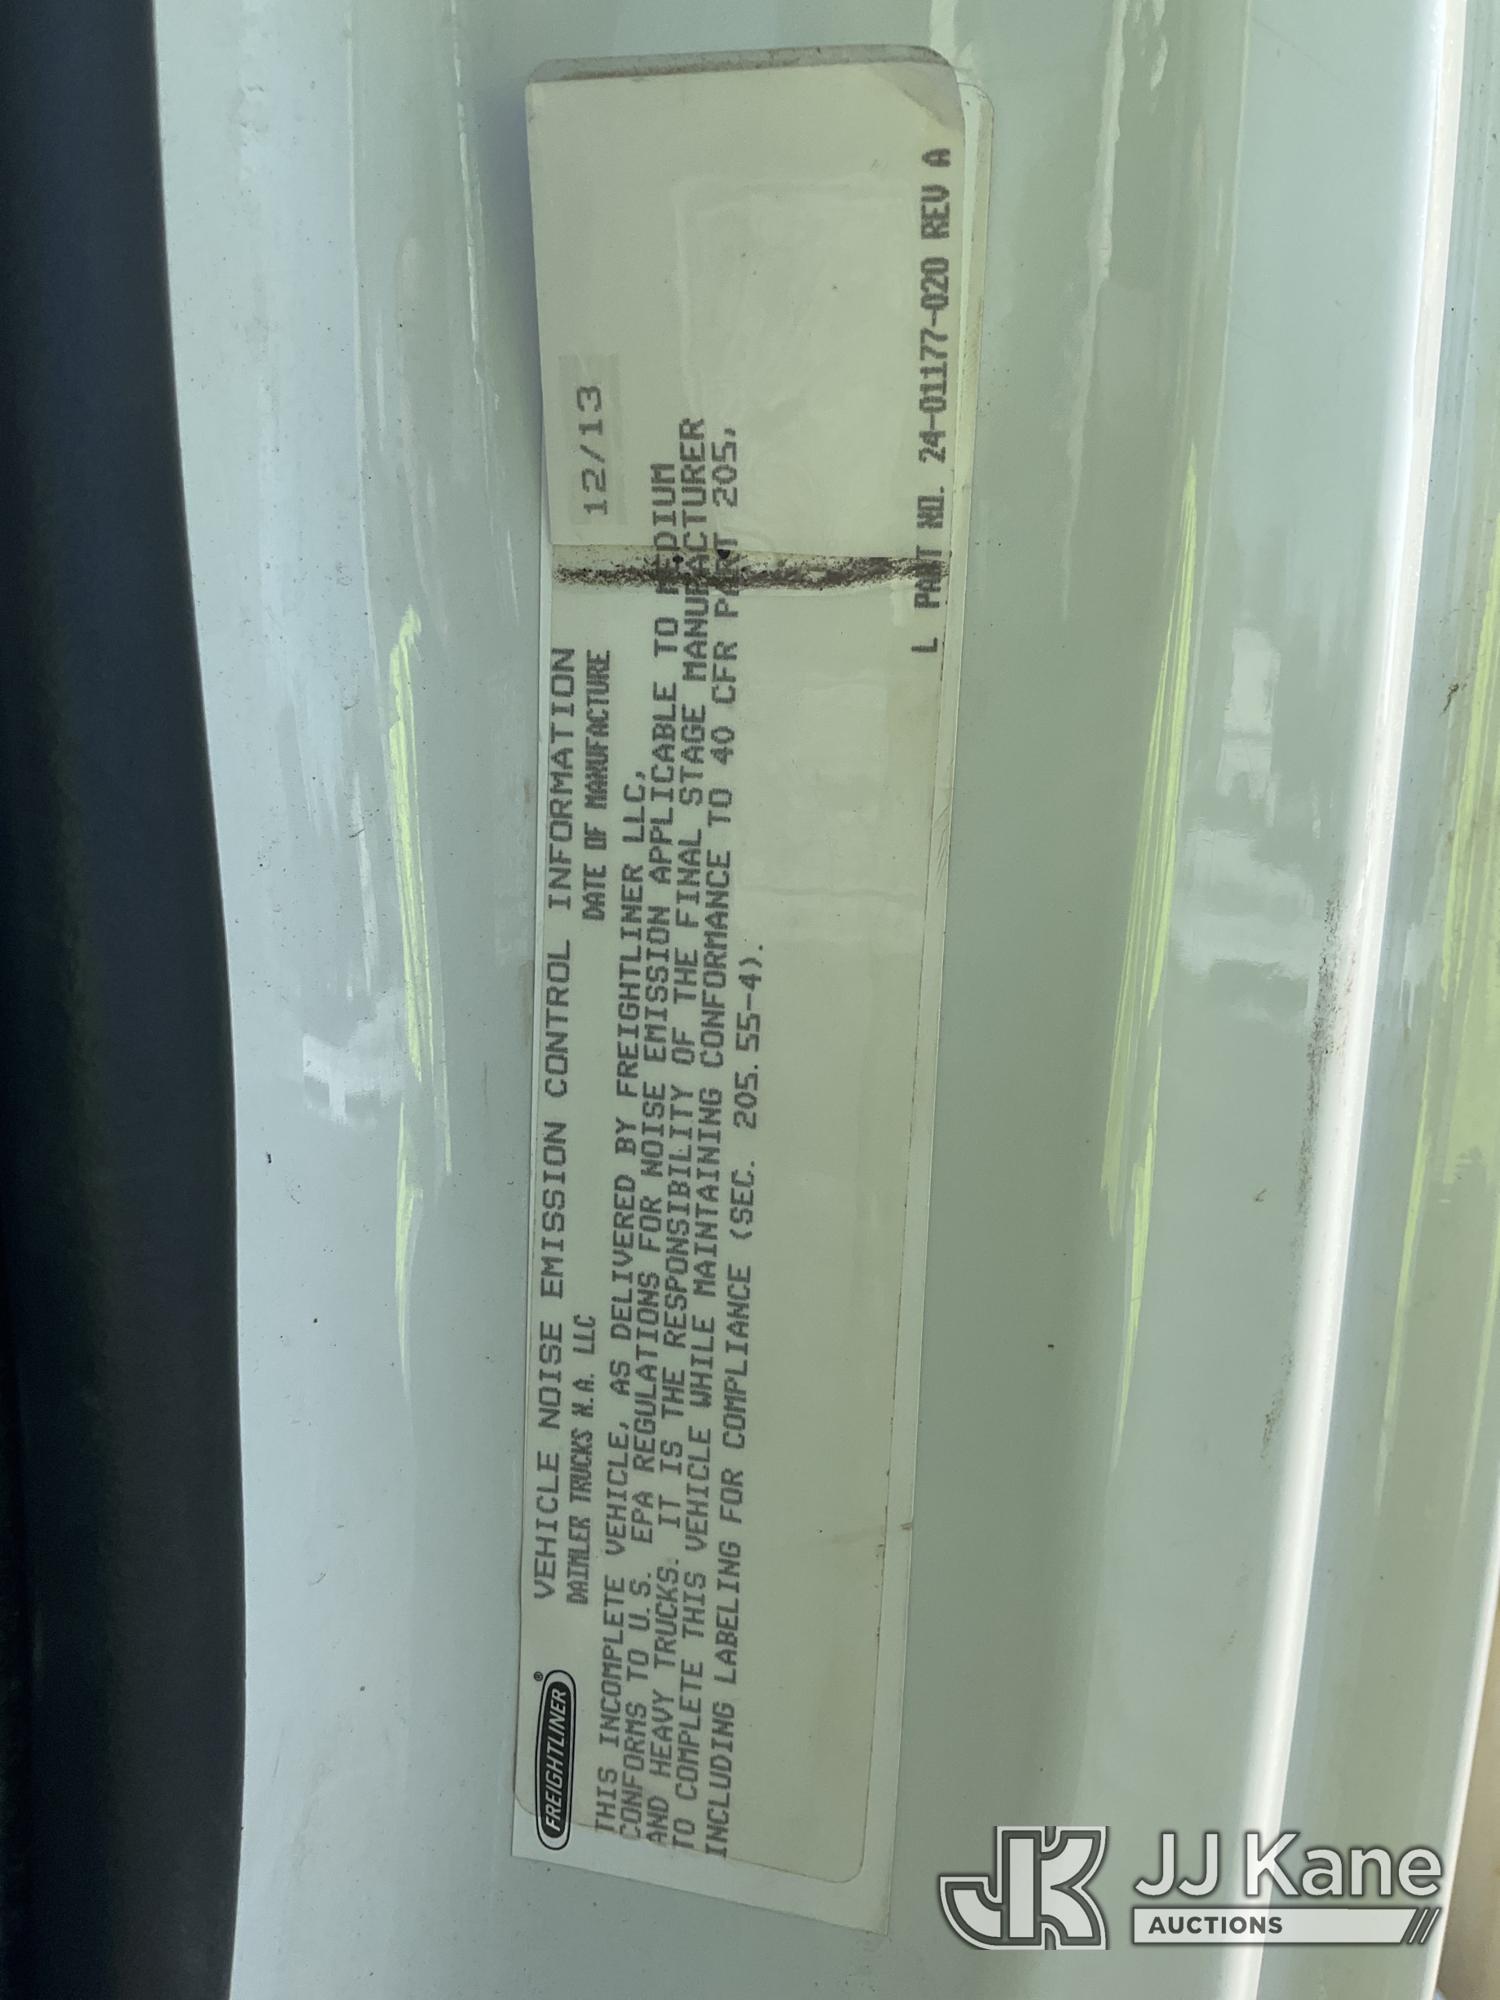 FREIGHTLINER®
VEHICLE NOISE EMISSION CONTROL INFORMATION
DAIMLER TRUCKS N.A. LLC DATE OF MANUFACTURE 12/13
THIS INCOMPLETE VEHICLE, AS DELIVERED BY FREIGHTLINER LLC,
CONFORMS TO U.S. EPA REGULATIONS FOR NOISE EMISSION APPLICABLE TO MEDIUM
AND HEAVY TRUCKS. IT IS THE RESPONSIBILITY OF THE FINAL STAGE MANUFACTURER
TO COMPLETE THIS VEHICLE WHILE MAINTAINING CONFORMANCE TO 40 CFR PART 205,
INCLUDING LABELING FOR COMPLIANCE (SEC. 205.55-4).
L PART NO. 24-01177-020 REV A
JK JJ Kane
AUCTIONS